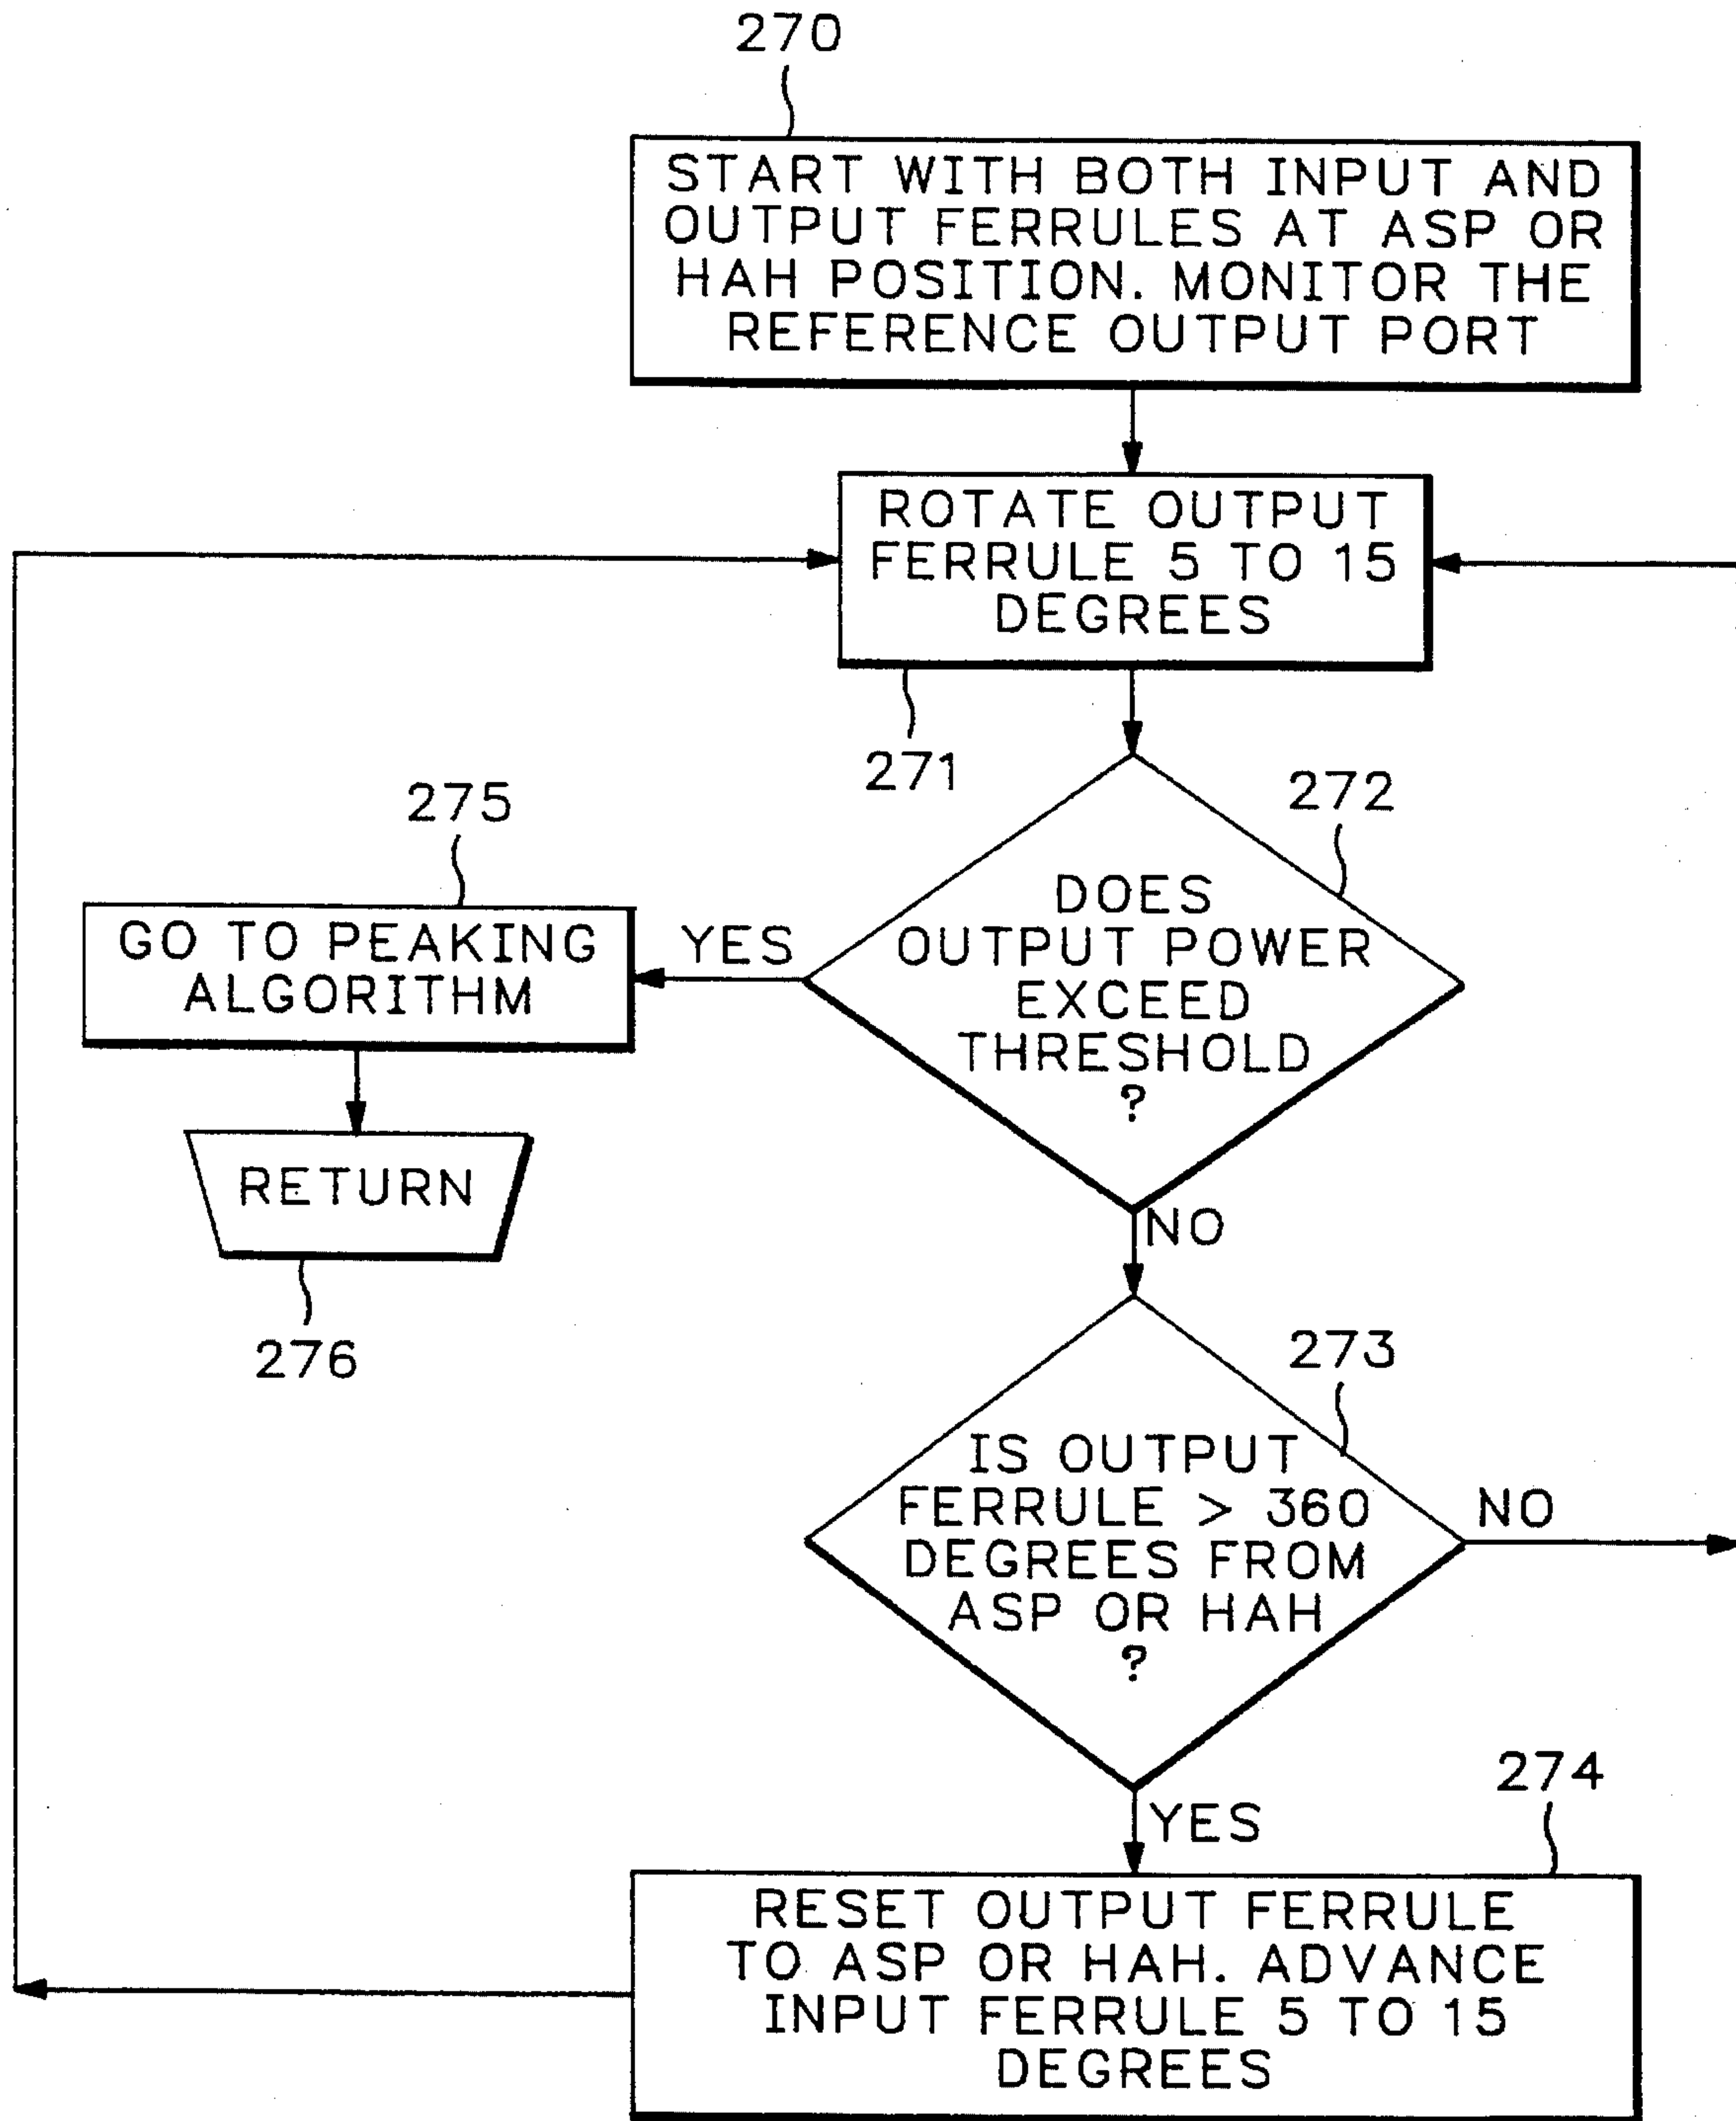 270
START WITH BOTH INPUT AND
OUTPUT FERRULES AT ASP OR
HAH POSITION. MONITOR THE
REFERENCE OUTPUT PORT
ROTATE OUTPUT
FERRULE 5 TO 15
DEGREES
271
272
DOES
OUTPUT POWER
EXCEED
THRESHOLD
?
YES
275
GO TO PEAKING
ALGORITHM
RETURN
276
NO
273
IS OUTPUT
FERRULE > 360
DEGREES FROM
ASP OR HAH
?
NO
YES
274
RESET OUTPUT FERRULE
TO ASP OR HAH. ADVANCE
INPUT FERRULE 5 TO 15
DEGREES